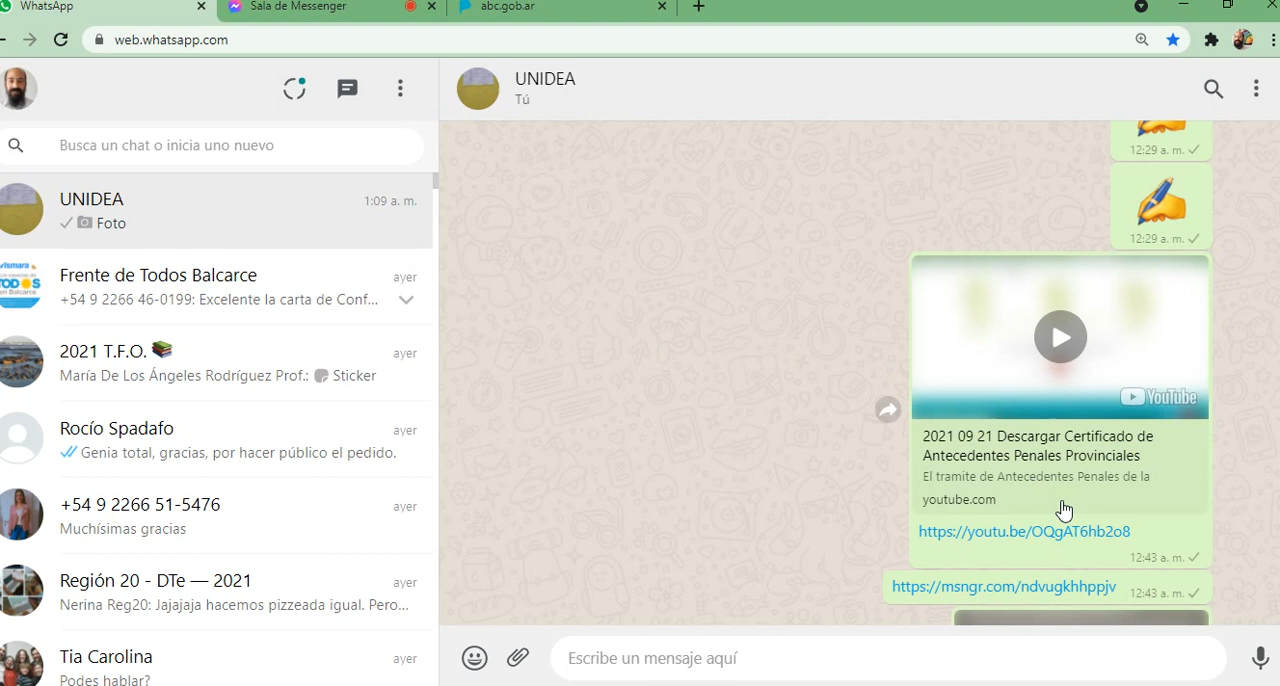 WhatsApp
Sala de Messenger
abc.gob.ar
web.whatsapp.com
UNIDEA
Tú
Busca un chat o inicia uno nuevo
UNIDEA
1:09 a. m.
Foto
Frente de Todos Balcarce
ayer
+54 9 2266 46-0199: Excelente la carta de Conf...
2021 T.F.O.
ayer
María De Los Ángeles Rodríguez Prof.: Sticker
Rocío Spadafo
ayer
Genia total, gracias, por hacer público el pedido.
+54 9 2266 51-5476
ayer
Muchísimas gracias
Región 20 - DTe — 2021
ayer
Nerina Reg20: Jajajaja hacemos pizzeada igual. Pero...
Tia Carolina
ayer
Podes hablar?
12:29 a. m.
12:29 a. m.
YouTube
2021 09 21 Descargar Certificado de
Antecedentes Penales Provinciales
El tramite de Antecedentes Penales de la
youtube.com
https://youtu.be/OQgAT6hb2o8
12:43 a. m.
https://msngr.com/ndvugkhhppjv
12:43 a. m.
Escribe un mensaje aquí